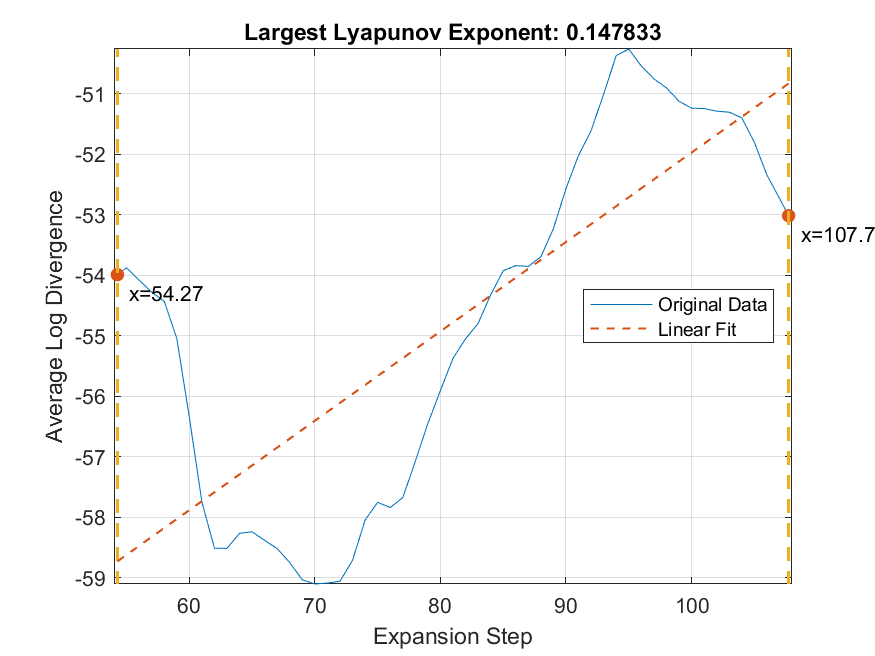 Largest Lyapunov Exponent: 0.147833
Average Log Divergence
-51
-52
-53
-54
-55
-56
-57
-58
-59
x=54.27
x=107.7
Original Data
Linear Fit
60 70 80 90 100
Expansion Step